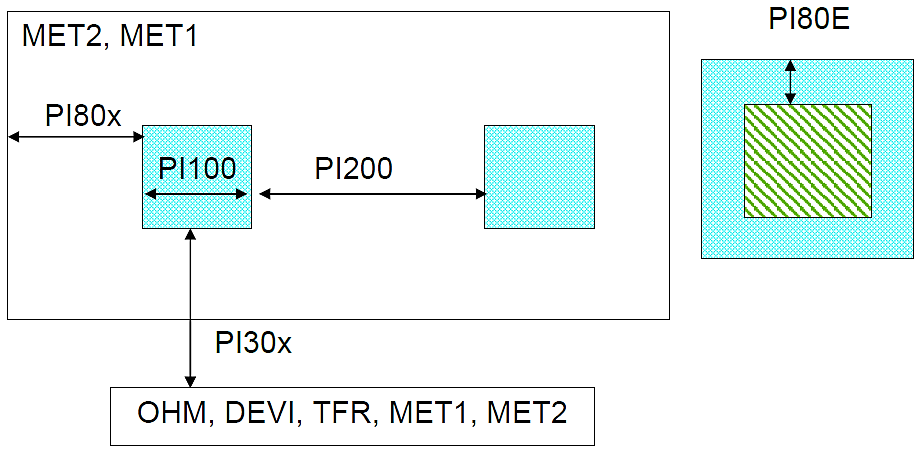 MET2, MET1
PI80E
PI80x
PI100
PI200
PI30x
OHM, DEVI, TFR, MET1, MET2